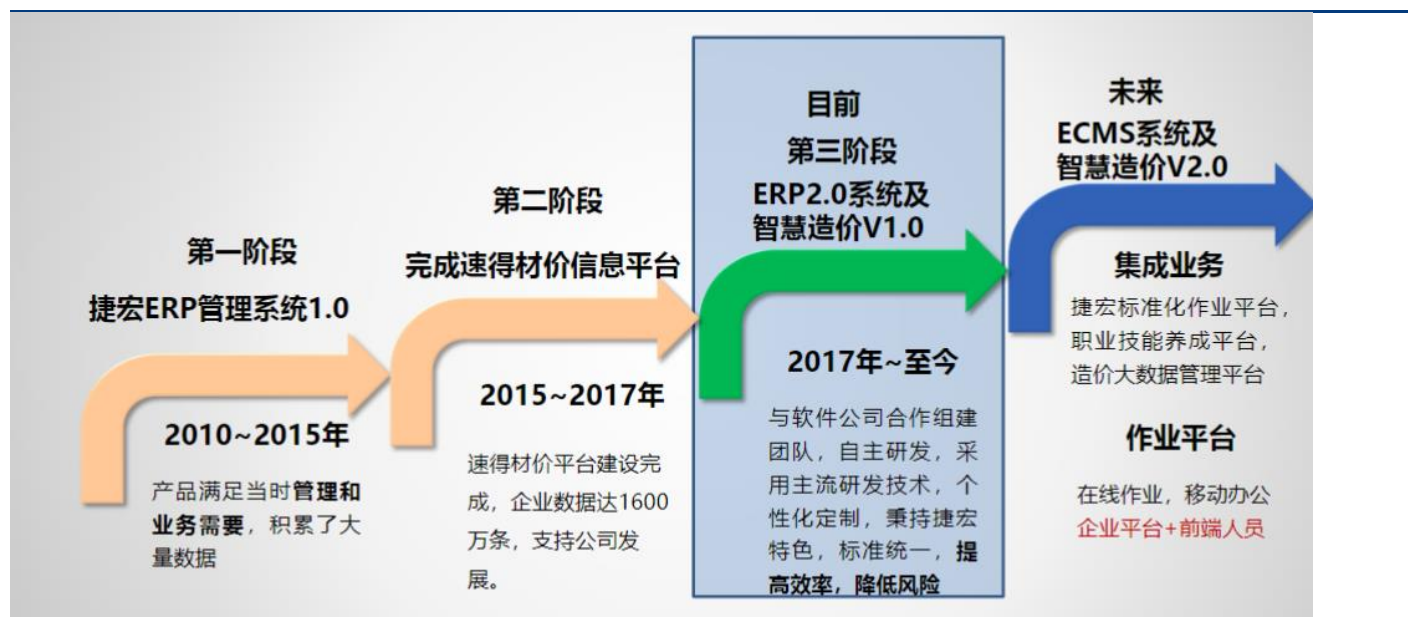 第一阶段
捷宏ERP管理系统1.0
2010~2015年
产品满足当时管理和
业务需要，积累了大
量数据
第二阶段
完成速得材价信息平台
2015~2017年
速得材价平台建设完
成，企业数据达1600
万条，支持公司发
展。
目前
第三阶段
ERP2.0系统及
智慧造价V1.0
2017年~至今
与软件公司合作组建
团队，自主研发，采
用主流研发技术，个
性化定制，秉持捷宏
特色，标准统一，提
高效率，降低风险
未来
ECMS系统及
智慧造价V2.0
集成业务
捷宏标准化作业平台，
职业技能养成平台，
造价大数据管理平台
作业平台
在线作业，移动办公
企业平台+前端人员